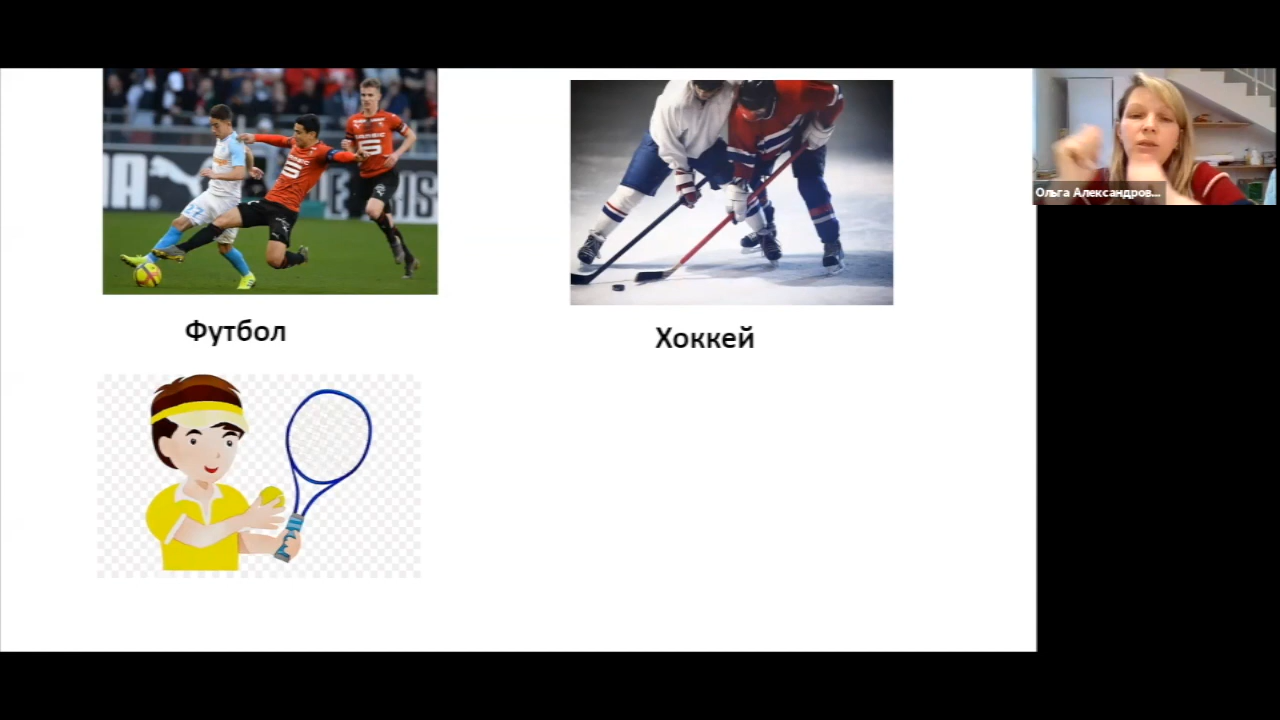 Футбол
Хоккей
Ольга Александров...